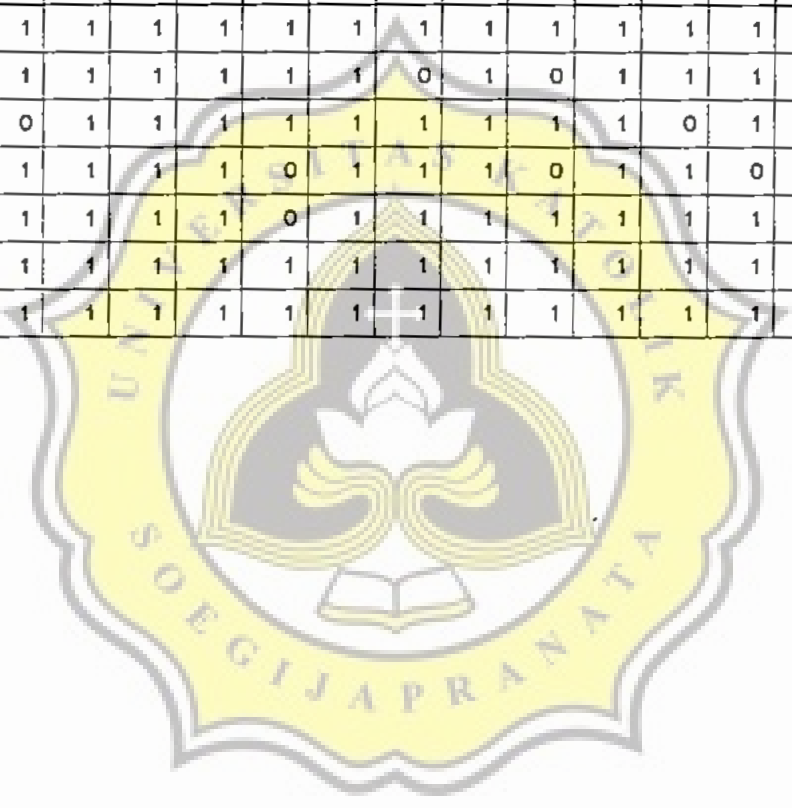 1 1 1 1 1 1 1 1 1 1 1 1
1 1 1 1 1 1 0 1 0 1 1 1
0 1 1 1 1 1 1 1 1 1 0 1
1 1 1 1 0 1 1 1 0 1 1 0
1 1 1 1 0 1 1 1 1 1 1 1
1 1 1 1 1 1 1 1 1 1 1 1
1 1 1 1 1 1 1 1 1 1 1 1
UNIVERSITAS KATOLIK
SOEGIJAPRANATA